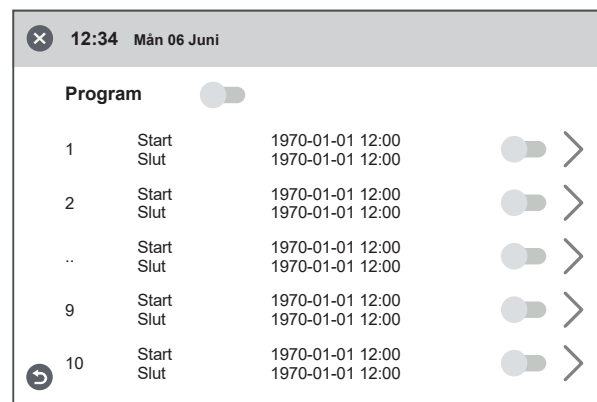 12:34 Mån 06 Juni
Program
1 Start 1970-01-01 12:00
Slut 1970-01-01 12:00
2 Start 1970-01-01 12:00
Slut 1970-01-01 12:00
.. Start 1970-01-01 12:00
Slut 1970-01-01 12:00
9 Start 1970-01-01 12:00
Slut 1970-01-01 12:00
10 Start 1970-01-01 12:00
Slut 1970-01-01 12:00